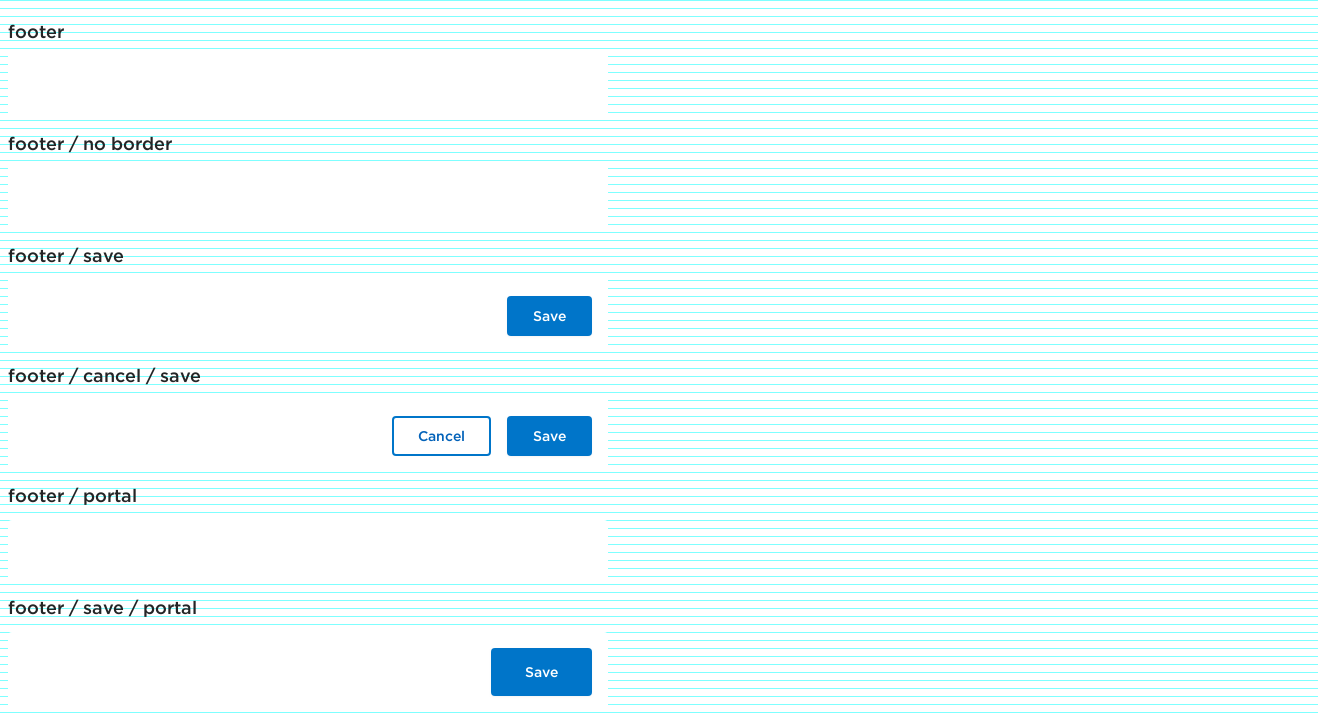 footer
footer / no border
footer / save
Save
footer / cancel / save
Cancel Save
footer / portal
footer / save / portal
Save